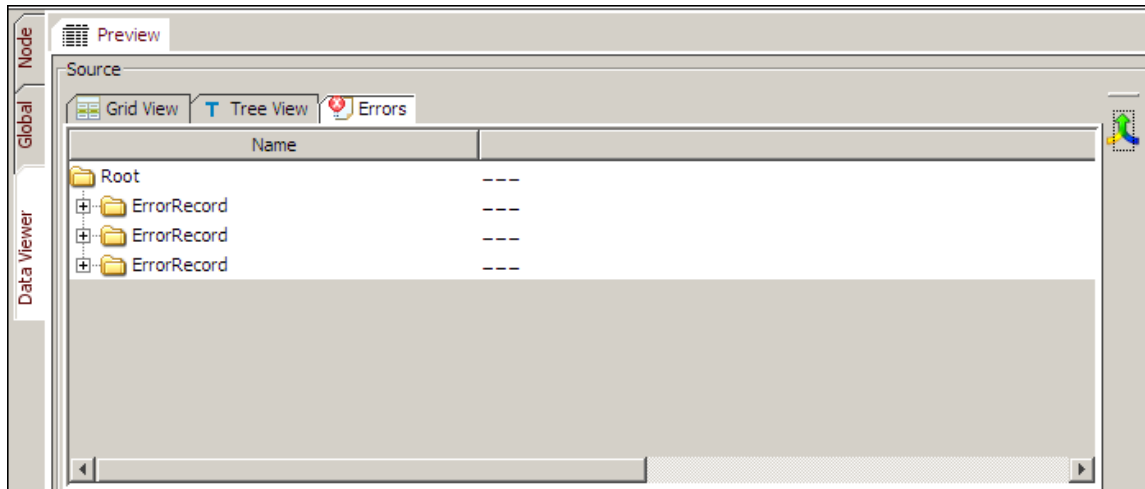 Node
Global
Data Viewer
Preview
Source
Grid View T Tree View Errors
Name
Root ---
ErrorRecord ---
ErrorRecord ---
ErrorRecord ---